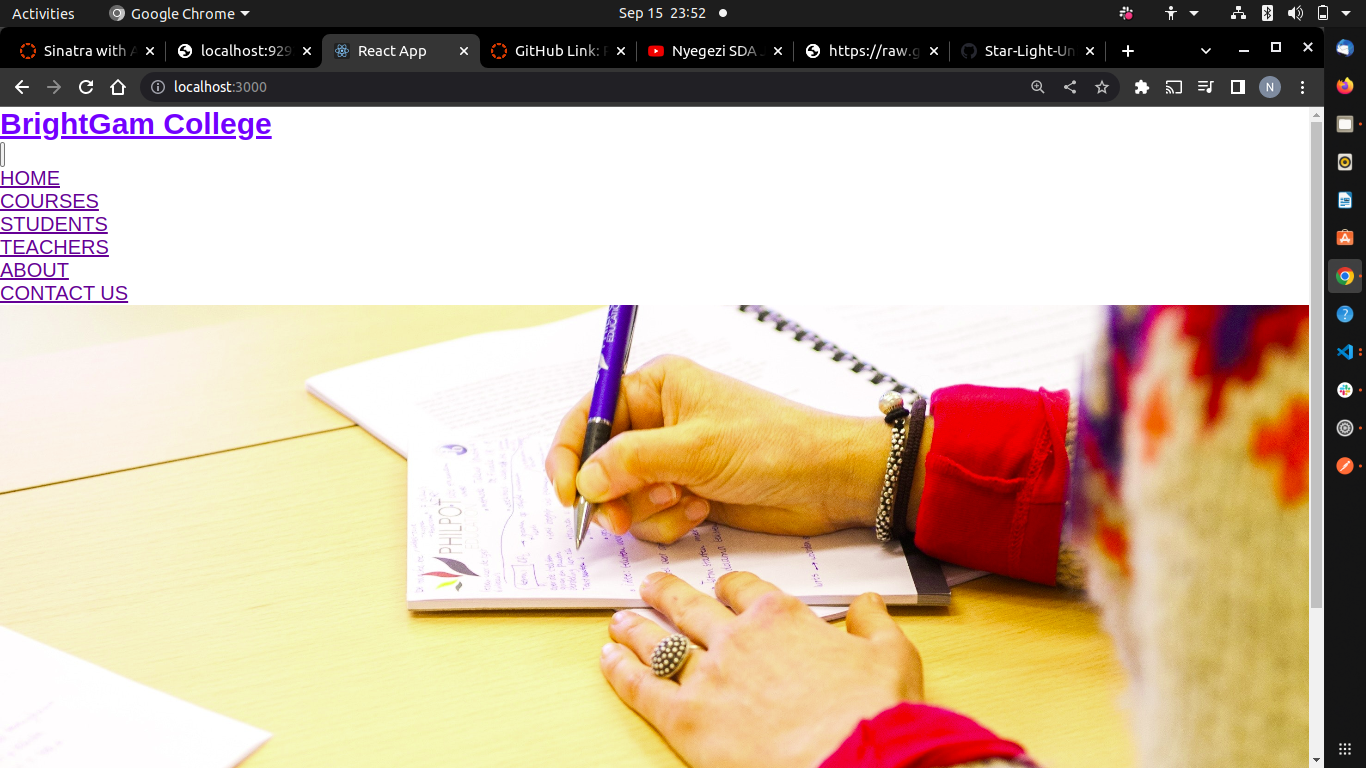 Activities Google Chrome Sep 15 23:52
Sinatra with A localhost:929 React App GitHub Link: Nyegezi SDA https://raw.g Star-Light-Un
localhost:3000 N
BrightGam College
HOME
COURSES
STUDENTS
TEACHERS
ABOUT
CONTACT US
PHILPOT